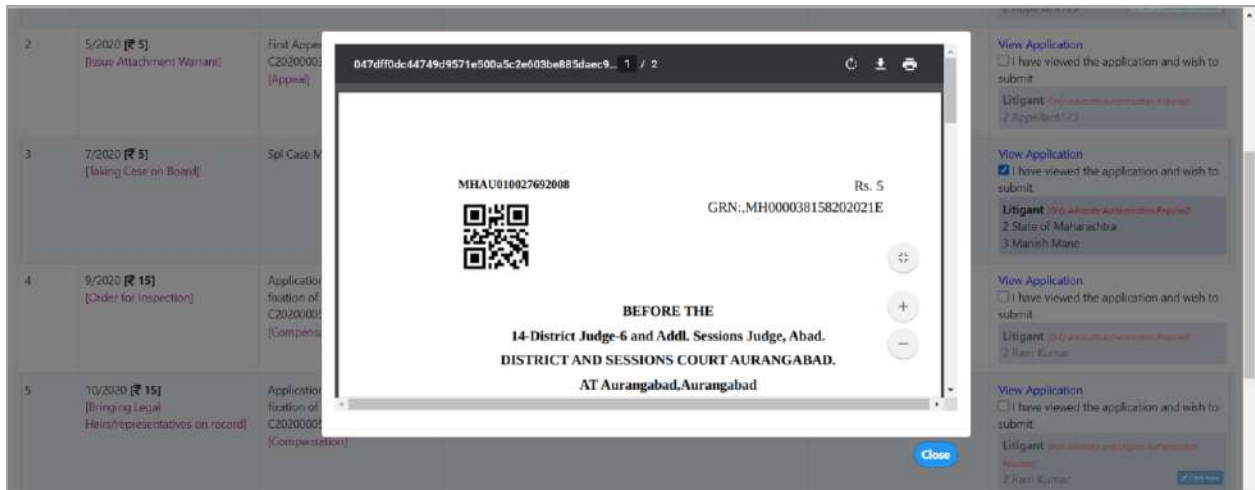 2 Appellant123
2
5/2020 [₹ 5]
[Issue Attachment Warrant]
First Appe
C20200003
[Appeal]
View Application
I have viewed the application and wish to
submit
Litigant
2 Appellant123
3
7/2020 [₹ 5]
[Taking Case on Board]
Spl Case M
View Application
I have viewed the application and wish to
submit
Litigant
2 State of Maharashtra
3 Manish Mane
4
9/2020 [₹ 15]
[Order for Inspection]
Application
fixation of
C20200005
[Compensa
View Application
I have viewed the application and wish to
submit
Litigant
2 Ram Kumar
5
10/2020 [₹ 15]
[Bringing Legal
Heirs/representatives on record]
Application
fixation of
C20200005
[Compensation]
View Application
I have viewed the application and wish to
submit
Litigant
2 Ram Kumar
047dff0dc44749d9571e500a5c2e603be885daec9... 1 / 2
MHAU010027692008
Rs. 5
GRN:,MH000038158202021E
BEFORE THE
14-District Judge-6 and Addl. Sessions Judge, Abad.
DISTRICT AND SESSIONS COURT AURANGABAD.
AT Aurangabad,Aurangabad
Close